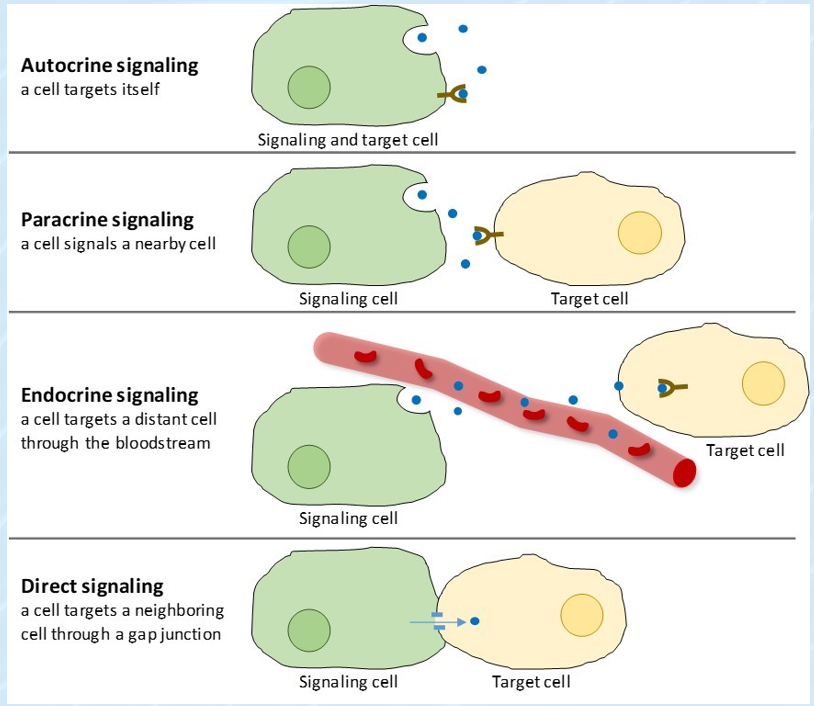 Autocrine signaling
a cell targets itself
Signaling and target cell
Paracrine signaling
a cell signals a nearby cell
Signaling cell
Target cell
Endocrine signaling
a cell targets a distant cell
through the bloodstream
Target cell
Signaling cell
Direct signaling
a cell targets a neighboring
cell through a gap junction
Signaling cell
Target cell